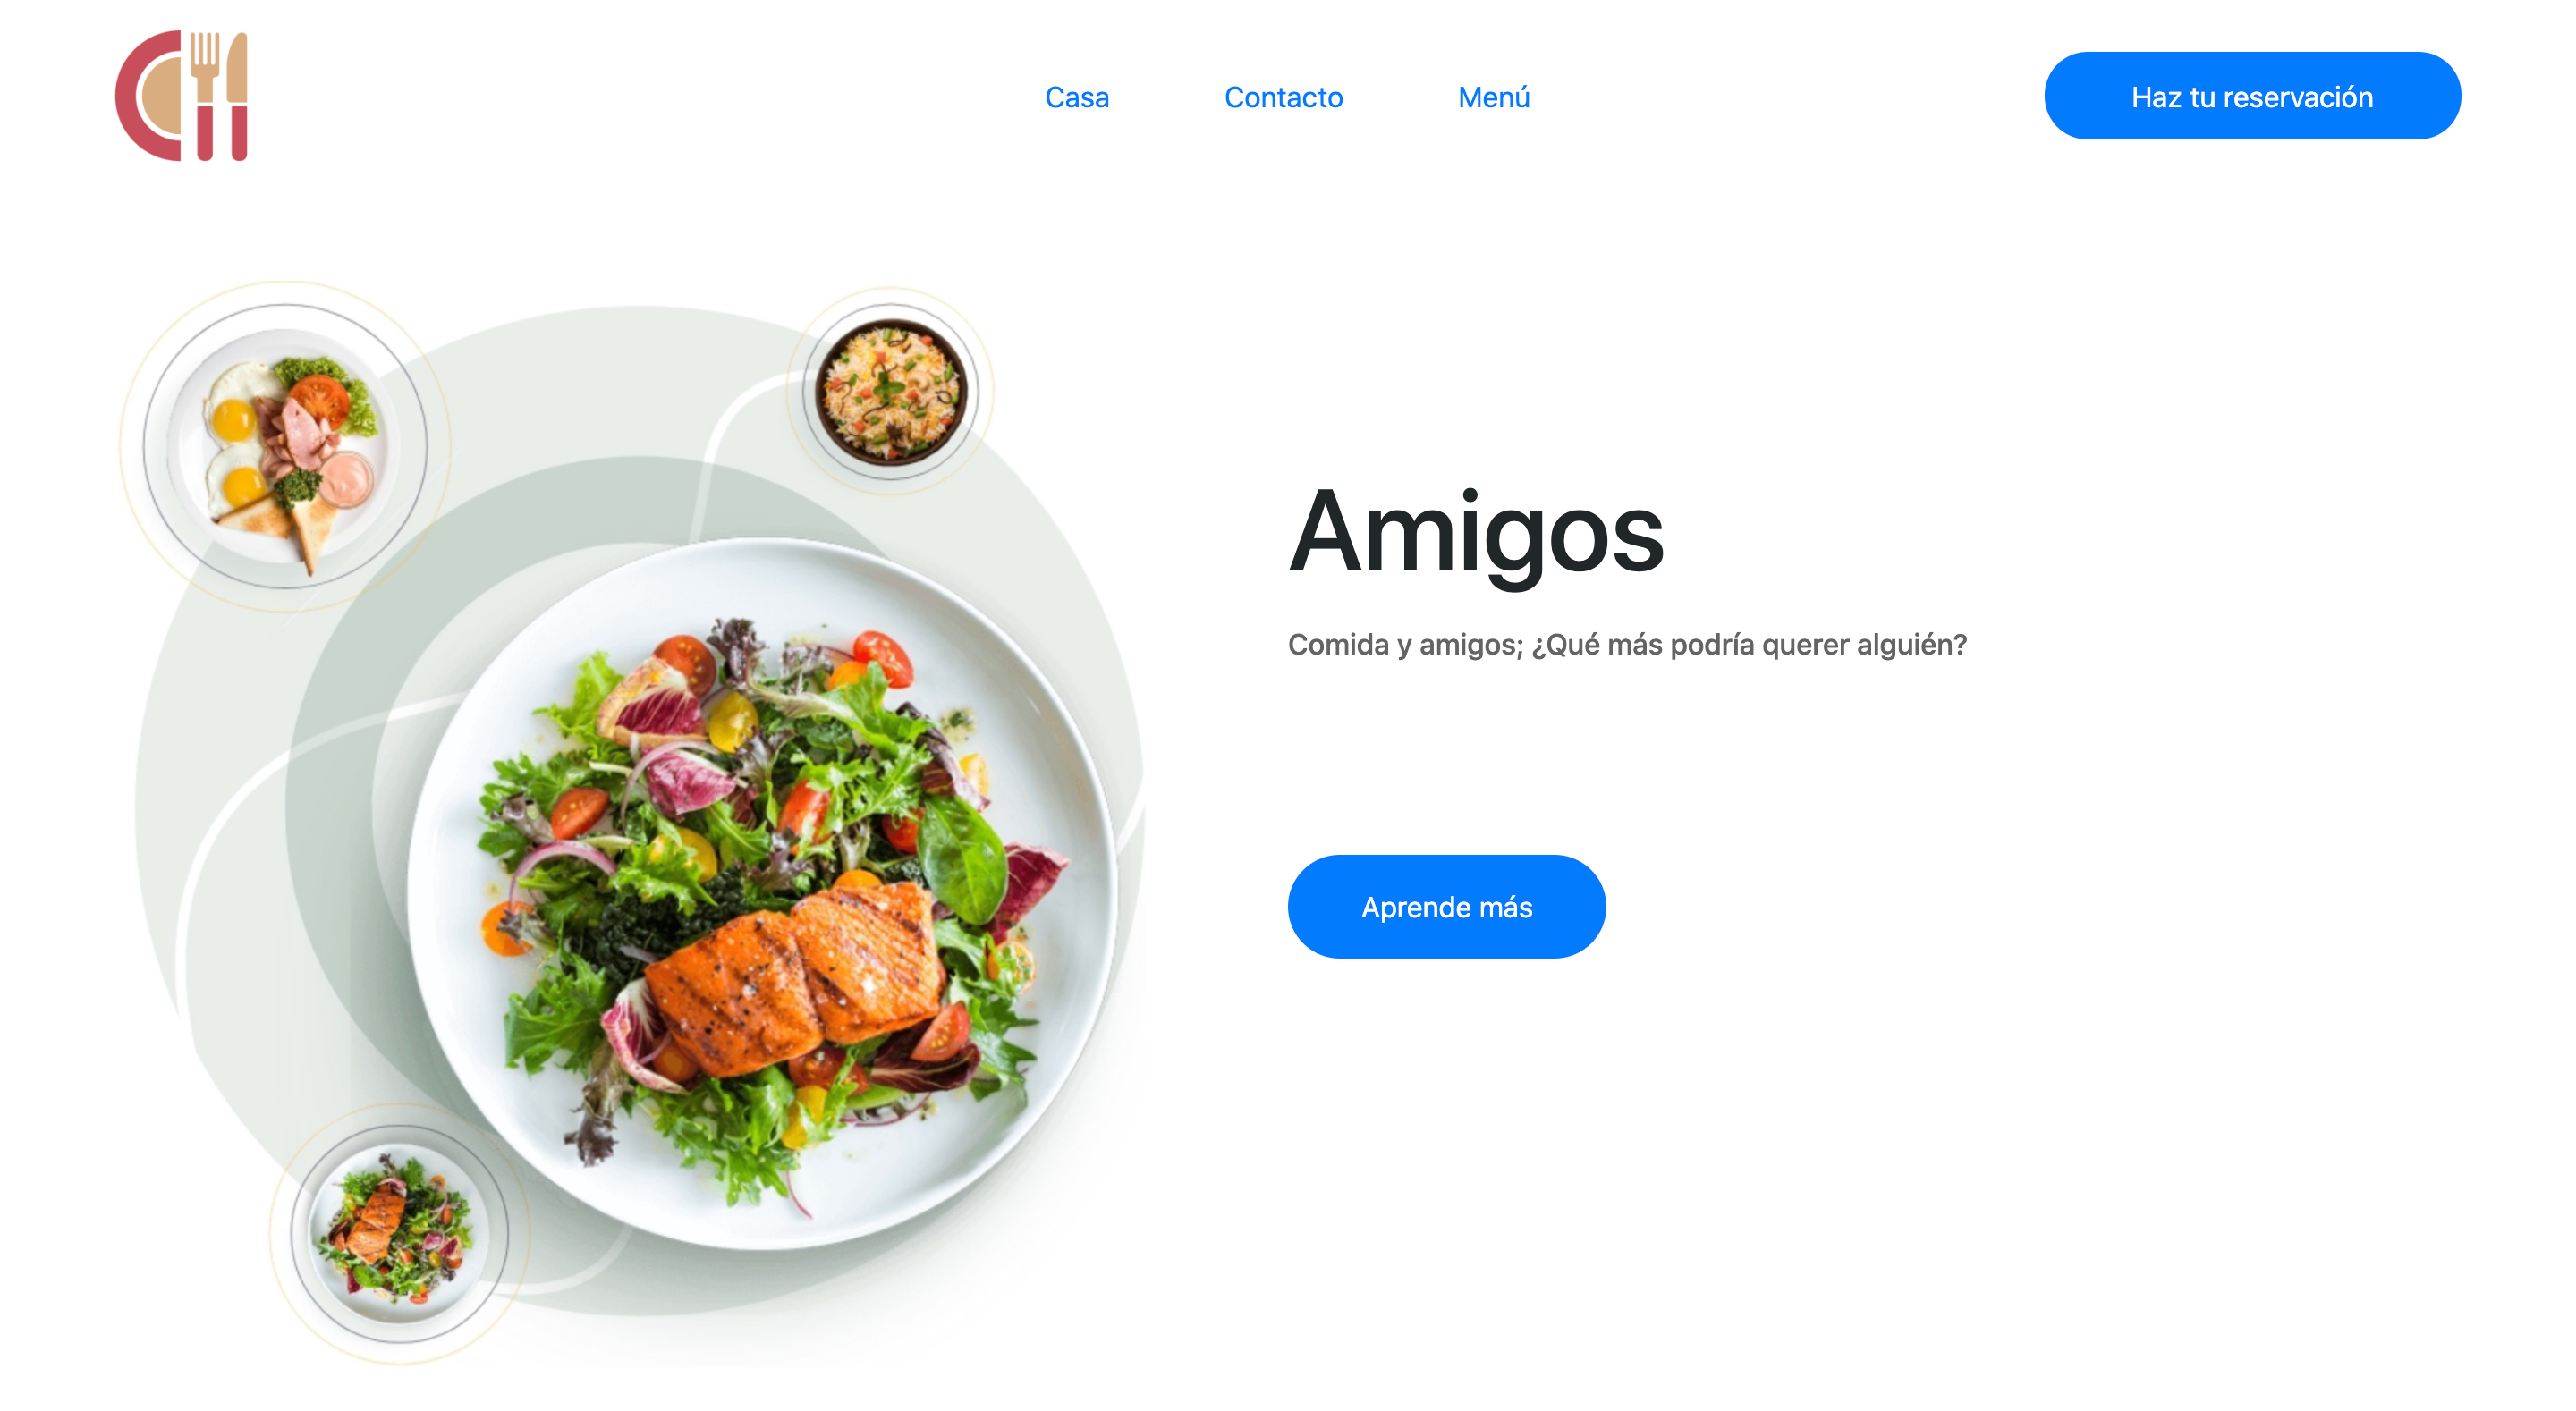 Casa
Contacto
Menú
Haz tu reservación
Amigos
Comida y amigos; ¿Qué más podría querer alguién?
Aprende más